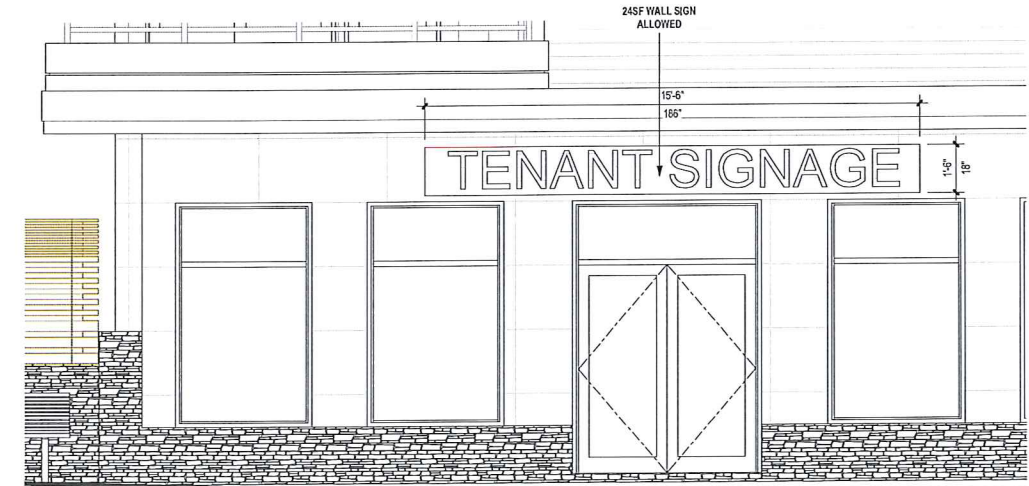 24SF WALL SIGN
ALLOWED
15'-6"
186"
TENANT SIGNAGE
1'-6"
18"